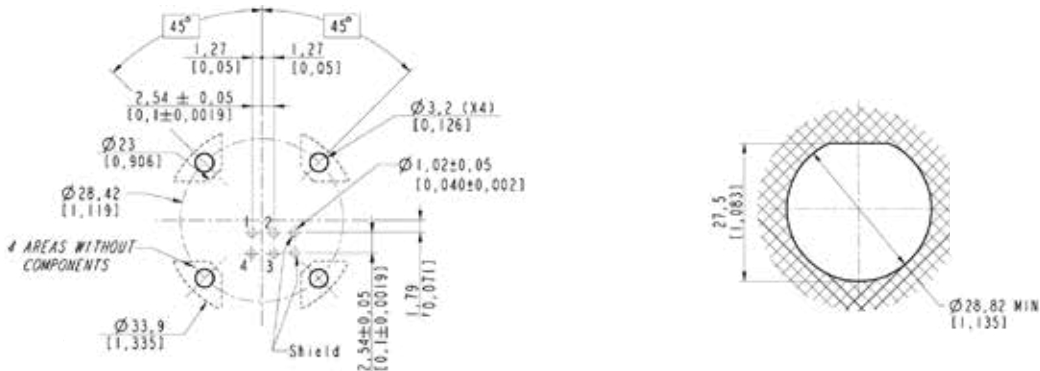 45°
45°
1,27
[0,05]
1,27
[0,05]
2,54 ± 0,05
[0,1±0,0019]
Ø3,2 (X4)
[0,126]
Ø23
[0,906]
Ø1,02±0,05
[0,040±0,002]
Ø28,42
[1,119]
1 2
4 3
4 AREAS WITHOUT
COMPONENTS
Ø33,9
[1,335]
Shield
2,54±0,05
[0,1±0,0019]
1,79
0,071]
27,5
[1,083]
Ø28,82 MIN
[1,135]